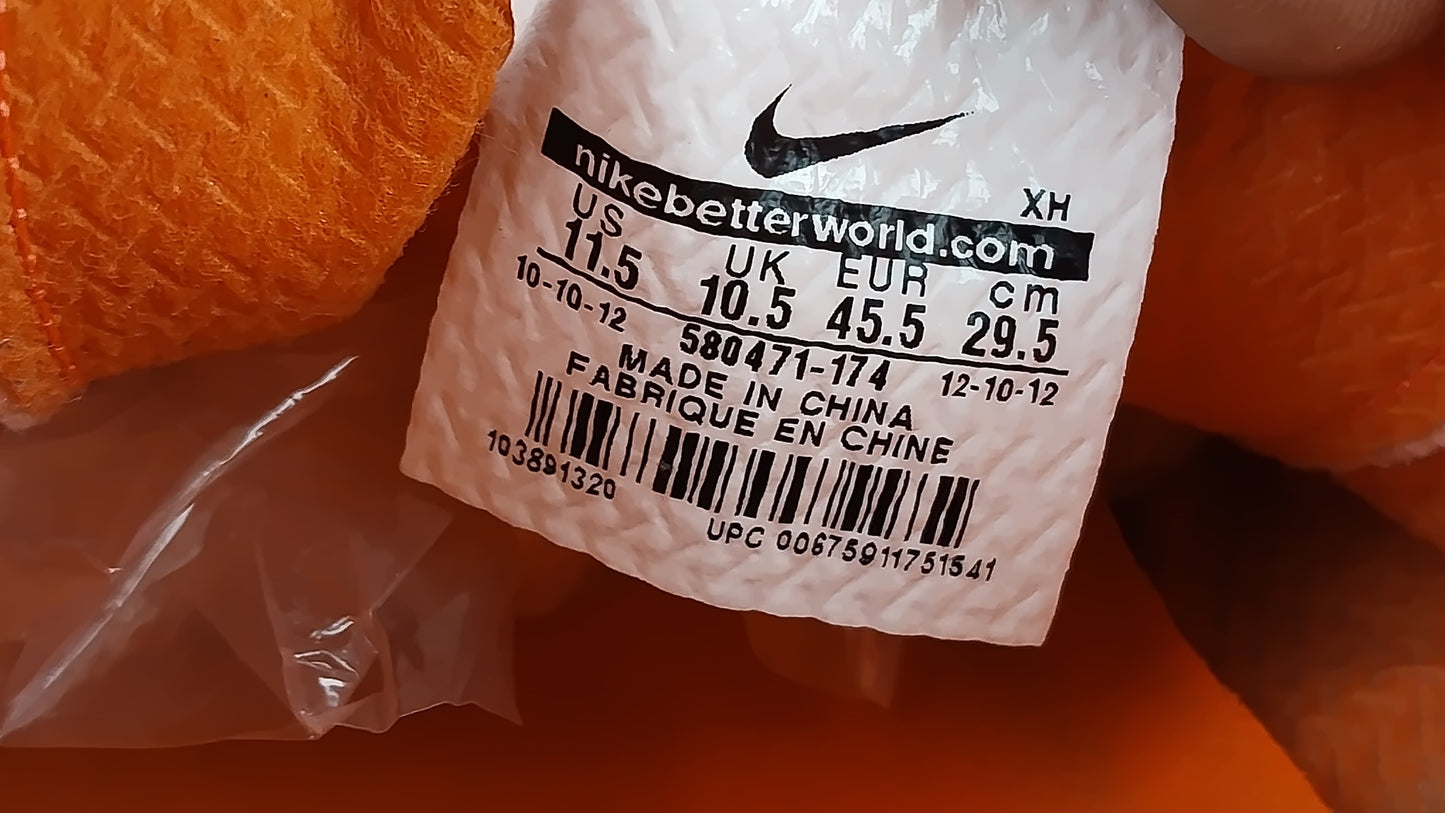 XH
nikebetterworld.com
US UK EUR cm
11.5 10.5 45.5 29.5
10-10-12 580471-174 12-10-12
MADE IN CHINA
FABRIQUE EN CHINE
103891320
UPC 00675911751541